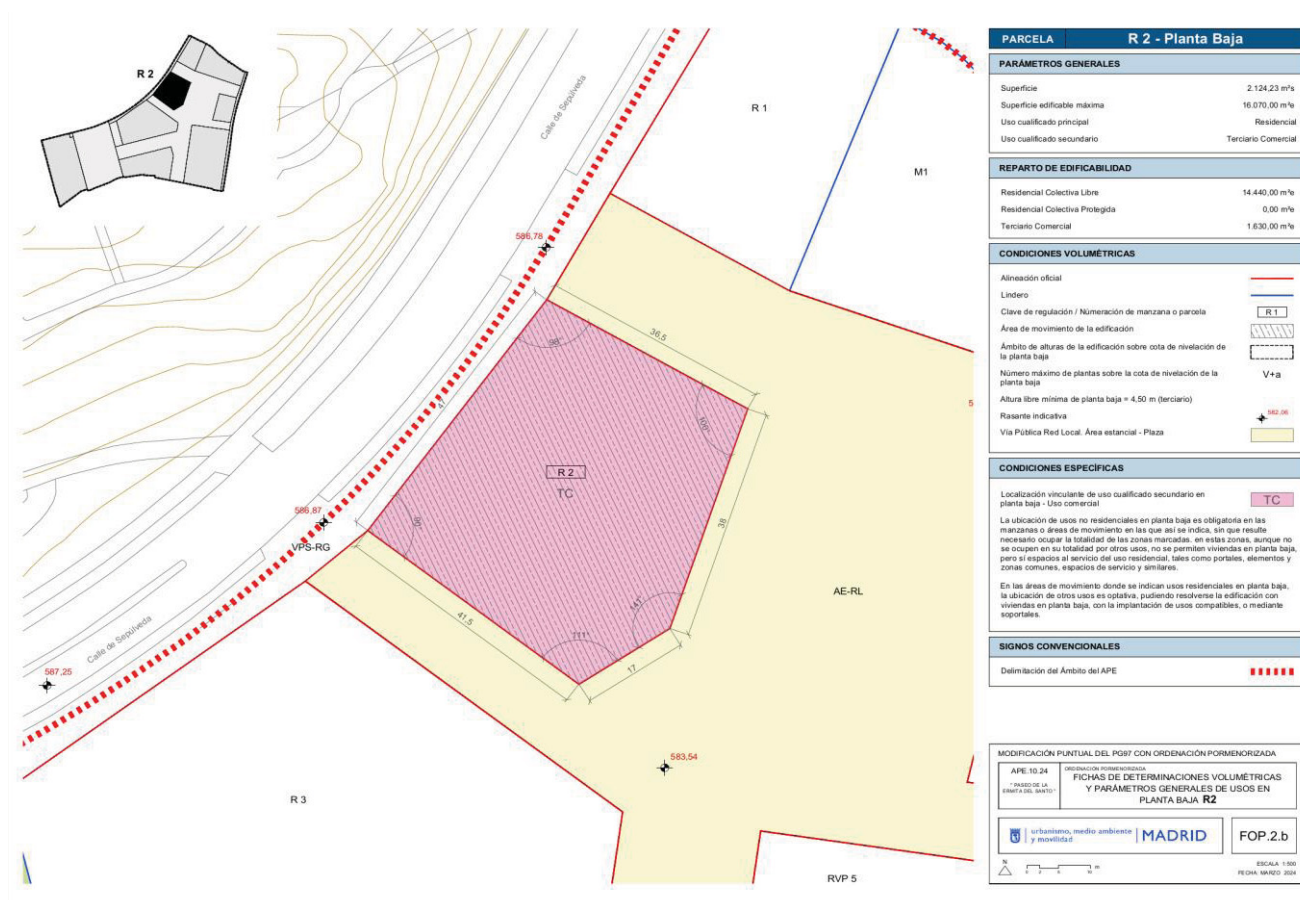 R 2
Calle de Sepúlveda
R 1
M1
586,78
36,5
98°
100°
5
47
R 2
TC
586,87
90°
VPS-RG
38
AE-RL
41,5
141°
111°
17
Calle de Sepúlveda
587,25
583,54
R 3
RVP 5
PARCELA R 2 - Planta Baja
PARÁMETROS GENERALES
Superficie 2.124,23 m²s
Superficie edificable máxima 16.070,00 m²e
Uso cualificado principal Residencial
Uso cualificado secundario Terciario Comercial
REPARTO DE EDIFICABILIDAD
Residencial Colectiva Libre 14.440,00 m²e
Residencial Colectiva Protegida 0,00 m²e
Terciario Comercial 1.630,00 m²e
CONDICIONES VOLUMÉTRICAS
Alineación oficial
Lindero
Clave de regulación / Númeración de manzana o parcela R 1
Área de movimiento de la edificación
Ámbito de alturas de la edificación sobre cota de nivelación de
la planta baja
Número máximo de plantas sobre la cota de nivelación de la V+a
planta baja
Altura libre mínima de planta baja = 4,50 m (terciario)
Rasante indicativa 582,06
Vía Pública Red Local. Área estancial - Plaza
CONDICIONES ESPECÍFICAS
Localización vinculante de uso cualificado secundario en TC
planta baja - Uso comercial
La ubicación de usos no residenciales en planta baja es obligatoria en las
manzanas o áreas de movimiento en las que así se indica, sin que resulte
necesario ocupar la totalidad de las zonas marcadas. en estas zonas, aunque no
se ocupen en su totalidad por otros usos, no se permiten viviendas en planta baja,
pero sí espacios al servicio del uso residencial, tales como portales, elementos y
zonas comunes, espacios de servicio y similares.
En las áreas de movimiento donde se indican usos residenciales en planta baja,
la ubicación de otros usos es optativa, pudiendo resolverse la edificación con
viviendas en planta baja, con la implantación de usos compatibles, o mediante
soportales.
SIGNOS CONVENCIONALES
Delimitación del Ámbito del APE
MODIFICACIÓN PUNTUAL DEL PG97 CON ORDENACIÓN PORMENORIZADA
APE.10.24
" PASEO DE LA
ERMITA DEL SANTO "
ORDENACIÓN PORMENORIZADA
FICHAS DE DETERMINACIONES VOLUMÉTRICAS
Y PARÁMETROS GENERALES DE USOS EN
PLANTA BAJA R2
urbanismo, medio ambiente
y movilidad
MADRID
FOP.2.b
N
0 2 5 10 m
ESCALA 1:500
FECHA: MARZO 2024